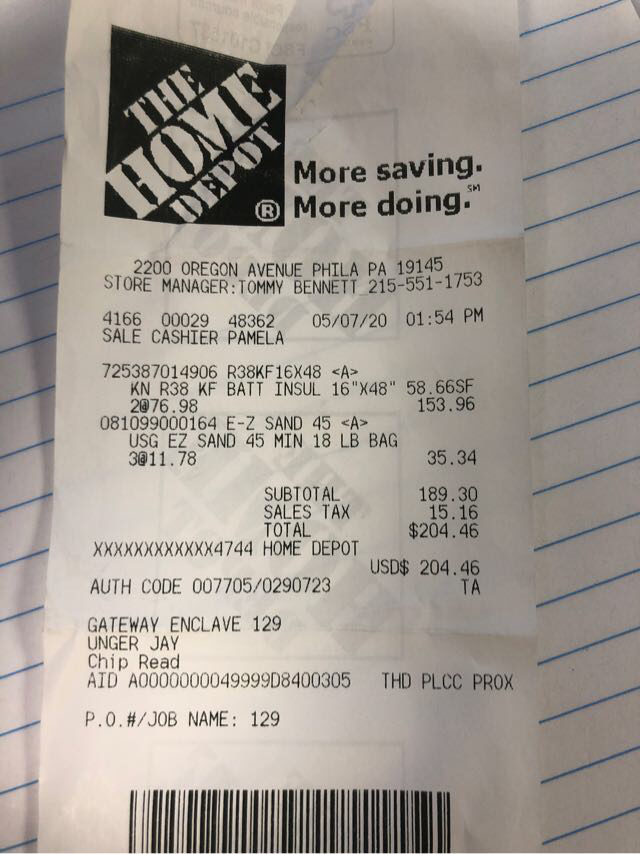 THE
HOME
DEPOT
®
More saving.
More doing.℠
2200 OREGON AVENUE PHILA PA 19145
STORE MANAGER:TOMMY BENNETT 215-551-1753
4166 00029 48362 05/07/20 01:54 PM
SALE CASHIER PAMELA
725387014906 R38KF16X48 <A>
KN R38 KF BATT INSUL 16"X48" 58.66SF
2@76.98 153.96
081099000164 E-Z SAND 45 <A>
USG EZ SAND 45 MIN 18 LB BAG
3@11.78 35.34
SUBTOTAL 189.30
SALES TAX 15.16
TOTAL $204.46
XXXXXXXXXXXX4744 HOME DEPOT
USD$ 204.46
AUTH CODE 007705/0290723 TA
GATEWAY ENCLAVE 129
UNGER JAY
Chip Read
AID A0000000049999D8400305 THD PLCC PROX
P.O.#/JOB NAME: 129